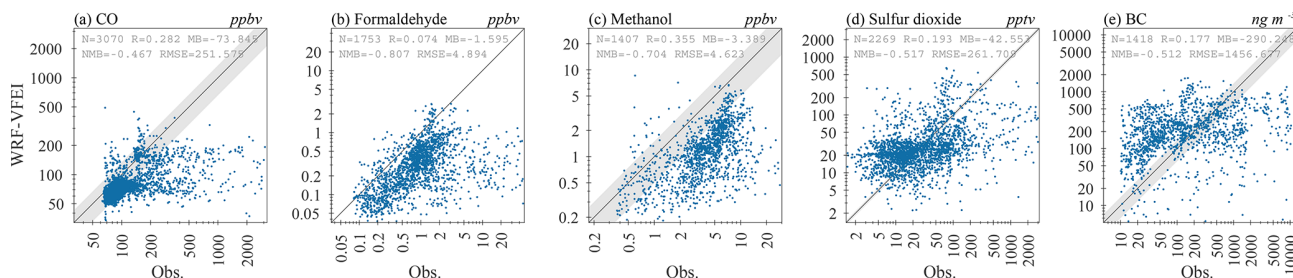 (a) CO ppbv
N=3070 R=0.282 MB=-73.845
NMB=-0.467 RMSE=251.575
2000
1000
500
200
100
50
WRF-VFEI
50 100 200 500 1000 2000
Obs.
(b) Formaldehyde ppbv
N=1753 R=0.074 MB=-1.595
NMB=-0.807 RMSE=4.894
20
10
5
2
1
0.5
0.2
0.1
0.05
0.05 0.1 0.2 0.5 1 2 5 10 20
Obs.
(c) Methanol ppbv
N=1407 R=0.355 MB=-3.389
NMB=-0.704 RMSE=4.623
20
10
5
2
1
0.5
0.2
0.2 0.5 1 2 5 10 20
Obs.
(d) Sulfur dioxide pptv
N=2269 R=0.193 MB=-42.553
NMB=-0.517 RMSE=261.709
1000
500
200
100
50
20
10
5
2
2 5 10 20 50 100 200 500 1000 2000
Obs.
(e) BC ng m⁻³
N=1418 R=0.177
NMB=-0.512 RMSE=1456.677
10000
5000
2000
1000
500
200
100
50
20
10
10 20 50 100 200 500 1000 2000 5000 10000
Obs.